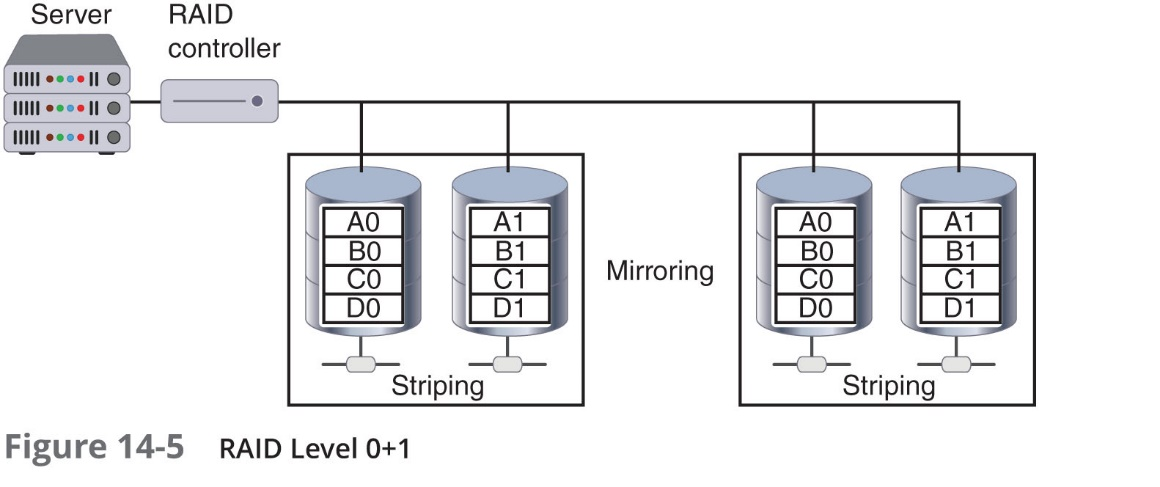 Server
RAID
controller
A0
B0
C0
D0
A1
B1
C1
D1
Striping
Mirroring
A0
B0
C0
D0
A1
B1
C1
D1
Striping
Figure 14-5 RAID Level 0+1